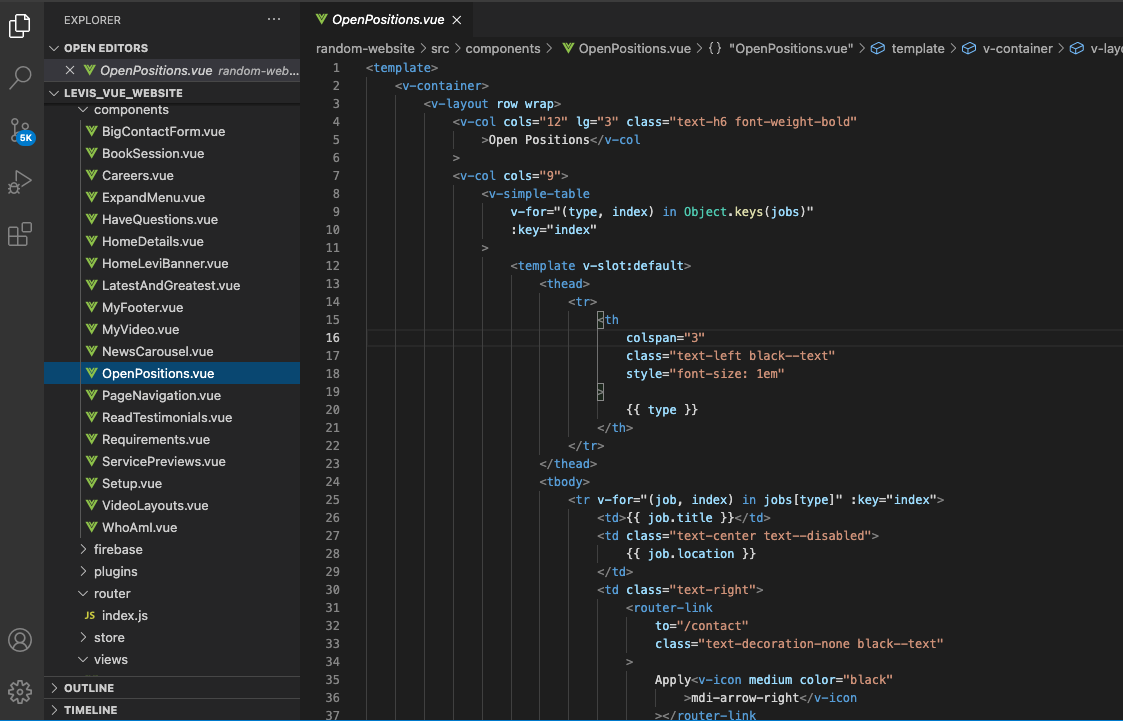 EXPLORER
OPEN EDITORS
OpenPositions.vue random-web...
LEVIS_VUE_WEBSITE
components
BigContactForm.vue
BookSession.vue
Careers.vue
ExpandMenu.vue
HaveQuestions.vue
HomeDetails.vue
HomeLeviBanner.vue
LatestAndGreatest.vue
MyFooter.vue
MyVideo.vue
NewsCarousel.vue
OpenPositions.vue
PageNavigation.vue
ReadTestimonials.vue
Requirements.vue
ServicePreviews.vue
Setup.vue
VideoLayouts.vue
WhoAmI.vue
firebase
plugins
router
JS index.js
store
views
OUTLINE
TIMELINE
5K
OpenPositions.vue
random-website > src > components > OpenPositions.vue > {} "OpenPositions.vue" > template > v-container > v-layo
1 <template>
2 <v-container>
3 <v-layout row wrap>
4 <v-col cols="12" lg="3" class="text-h6 font-weight-bold"
5 >Open Positions</v-col
6 >
7 <v-col cols="9">
8 <v-simple-table
9 v-for="(type, index) in Object.keys(jobs)"
10 :key="index"
11 >
12 <template v-slot:default>
13 <thead>
14 <tr>
15 <th
16 colspan="3"
17 class="text-left black--text"
18 style="font-size: 1em"
19 >
20 {{ type }}
21 </th>
22 </tr>
23 </thead>
24 <tbody>
25 <tr v-for="(job, index) in jobs[type]" :key="index">
26 <td>{{ job.title }}</td>
27 <td class="text-center text--disabled">
28 {{ job.location }}
29 </td>
30 <td class="text-right">
31 <router-link
32 to="/contact"
33 class="text-decoration-none black--text"
34 >
35 Apply<v-icon medium color="black"
36 >mdi-arrow-right</v-icon
37 ></router-link